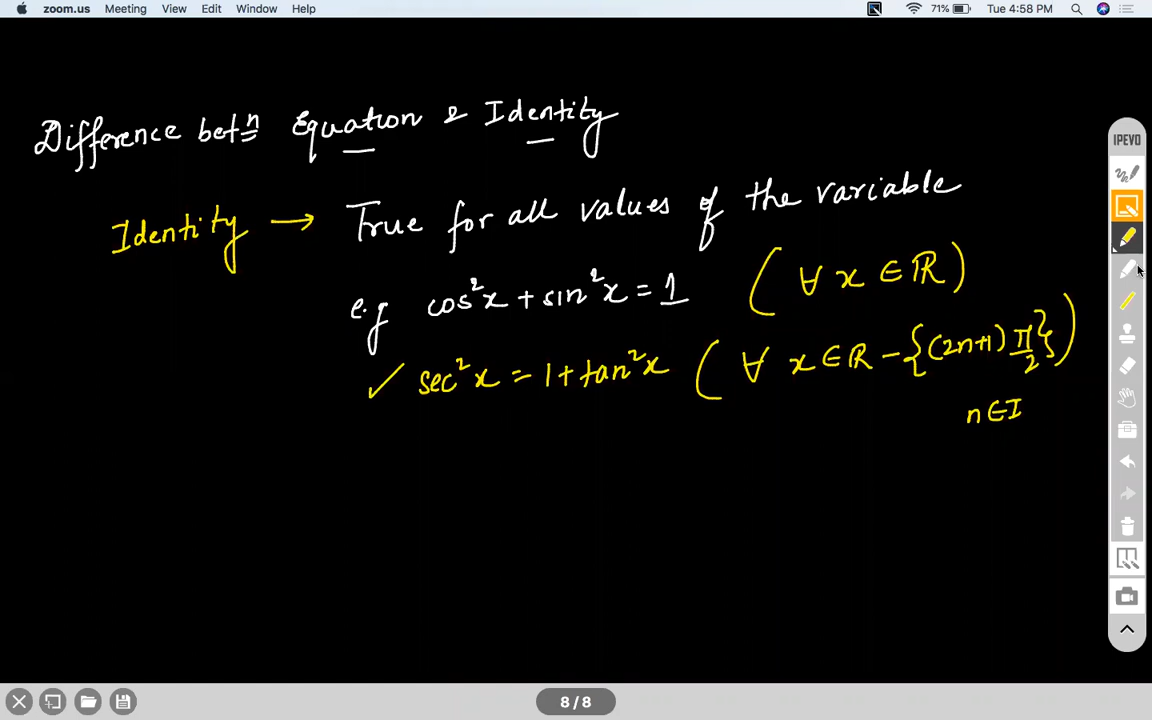 zoom.us Meeting View Edit Window Help 71% Tue 4:58 PM
Difference betn Equation & Identity
IPEVO
Identity → True for all values of the variable
e.g cos²x + sin²x = 1 (∀ x ∈ ℝ)
✓ sec²x = 1 + tan²x (∀ x ∈ ℝ - {(2n+1) π/2})
n ∈ I
8 / 8